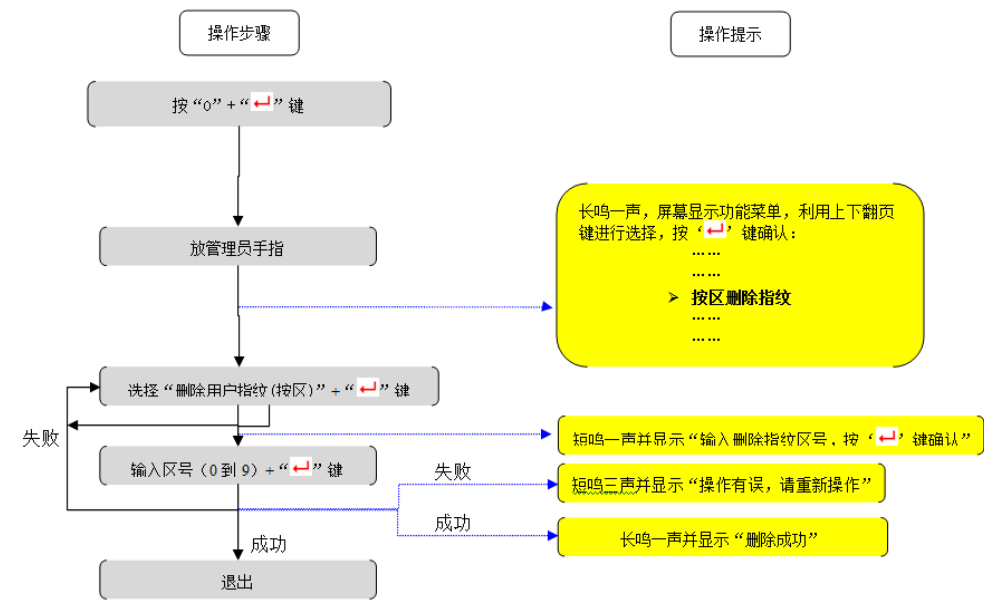 操作步骤
操作提示
按“0”+“↵”键
放管理员手指
长鸣一声，屏幕显示功能菜单，利用上下翻页
键进行选择，按‘↵’键确认：
……
……
➢ 按区删除指纹
……
……
选择“删除用户指纹(按区)”+“↵”键
失败
短鸣一声并显示“输入删除指纹区号，按‘↵’键确认”
输入区号（0到9）+“↵”键
失败
短鸣三声并显示“操作有误，请重新操作”
成功
长鸣一声并显示“删除成功”
成功
退出